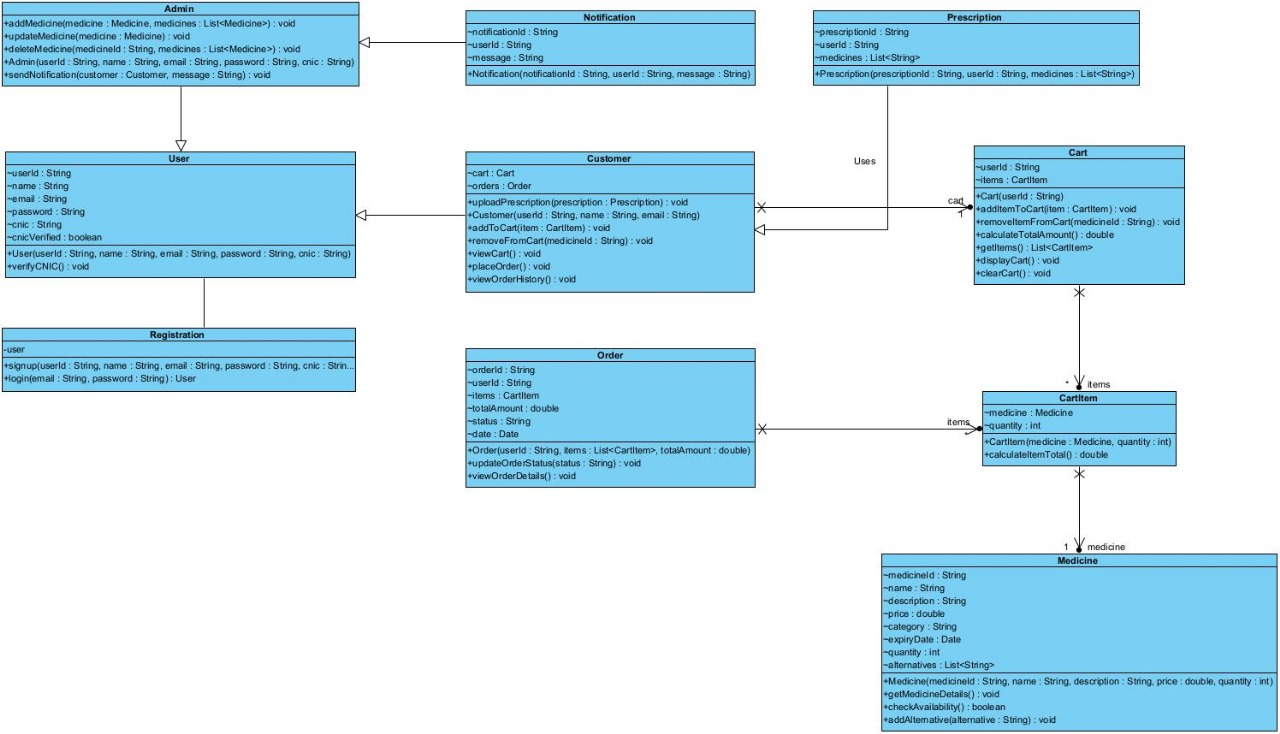 Admin
+addMedicine(medicine : Medicine, medicines : List<Medicine>) : void
+updateMedicine(medicine : Medicine) : void
+deleteMedicine(medicineId : String, medicines : List<Medicine>) : void
+Admin(userId : String, name : String, email : String, password : String, cnic : String)
+sendNotification(customer : Customer, message : String) : void
Notification
~notificationId : String
~userId : String
~message : String
+Notification(notificationId : String, userId : String, message : String)
Prescription
~prescriptionId : String
~userId : String
~medicines : List<String>
+Prescription(prescriptionId : String, userId : String, medicines : List<String>)
User
~userId : String
~name : String
~email : String
~password : String
~cnic : String
~cnicVerified : boolean
+User(userId : String, name : String, email : String, password : String, cnic : String)
+verifyCNIC() : void
Customer
~cart : Cart
~orders : Order
+uploadPrescription(prescription : Prescription) : void
+Customer(userId : String, name : String, email : String)
+addToCart(item : CartItem) : void
+removeFromCart(medicineId : String) : void
+viewCart() : void
+placeOrder() : void
+viewOrderHistory() : void
Uses
cart
1
Cart
~userId : String
~items : CartItem
+Cart(userId : String)
+addItemToCart(item : CartItem) : void
+removeItemFromCart(medicineId : String) : void
+calculateTotalAmount() : double
+getItems() : List<CartItem>
+displayCart() : void
+clearCart() : void
Registration
-user
+signup(userId : String, name : String, email : String, password : String, cnic : Strin...
+login(email : String, password : String) : User
Order
~orderId : String
~userId : String
~items : CartItem
~totalAmount : double
~status : String
~date : Date
+Order(userId : String, items : List<CartItem>, totalAmount : double)
+updateOrderStatus(status : String) : void
+viewOrderDetails() : void
* items
items
*
CartItem
~medicine : Medicine
~quantity : int
+CartItem(medicine : Medicine, quantity : int)
+calculateItemTotal() : double
1 medicine
Medicine
~medicineId : String
~name : String
~description : String
~price : double
~category : String
~expiryDate : Date
~quantity : int
~alternatives : List<String>
+Medicine(medicineId : String, name : String, description : String, price : double, quantity : int)
+getMedicineDetails() : void
+checkAvailability() : boolean
+addAlternative(alternative : String) : void